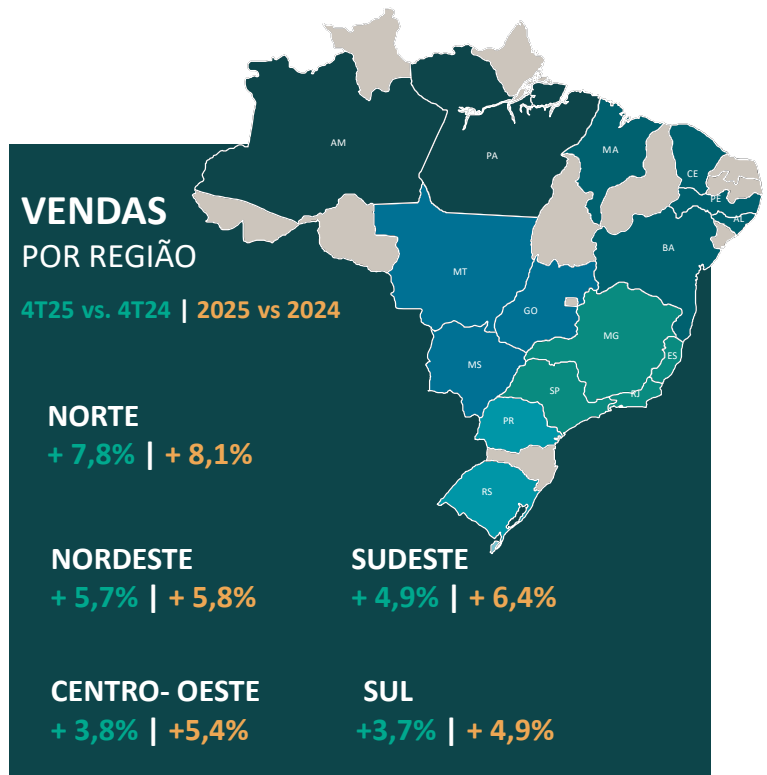 AM
PA
MA
CE
PE
AL
BA
MT
GO
MG
ES
MS
SP
RJ
PR
RS
VENDAS
POR REGIÃO
4T25 vs. 4T24 | 2025 vs 2024
NORTE
+ 7,8% | + 8,1%
NORDESTE
+ 5,7% | + 5,8%
SUDESTE
+ 4,9% | + 6,4%
CENTRO- OESTE
+ 3,8% | +5,4%
SUL
+3,7% | + 4,9%